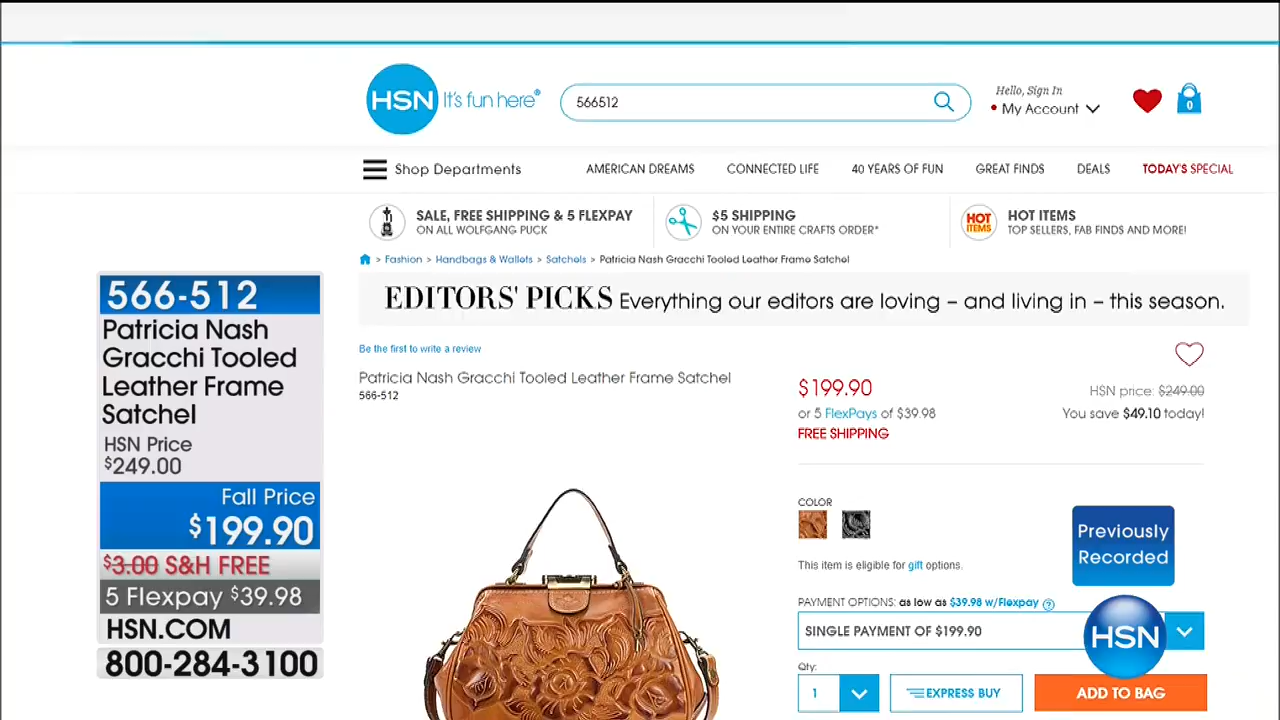 HSN It's fun here®
566512
Hello, Sign In
My Account
0
Shop Departments
AMERICAN DREAMS
CONNECTED LIFE
40 YEARS OF FUN
GREAT FINDS
DEALS
TODAY'S SPECIAL
SALE, FREE SHIPPING & 5 FLEXPAY
ON ALL WOLFGANG PUCK
$5 SHIPPING
ON YOUR ENTIRE CRAFTS ORDER*
HOT ITEMS
HOT ITEMS
TOP SELLERS, FAB FINDS AND MORE!
> Fashion > Handbags & Wallets > Satchels > Patricia Nash Gracchi Tooled Leather Frame Satchel
EDITORS' PICKS Everything our editors are loving – and living in – this season.
566-512
Patricia Nash
Gracchi Tooled
Leather Frame
Satchel
HSN Price
$249.00
Fall Price
$199.90
$3.00 S&H FREE
5 Flexpay $39.98
HSN.COM
800-284-3100
Be the first to write a review
Patricia Nash Gracchi Tooled Leather Frame Satchel
566-512
$199.90
HSN price: $249.00
or 5 FlexPays of $39.98
You save $49.10 today!
FREE SHIPPING
COLOR
This item is eligible for gift options.
Previously
Recorded
PAYMENT OPTIONS: as low as $39.98 w/Flexpay ?
SINGLE PAYMENT OF $199.90
HSN
Qty:
1
EXPRESS BUY
ADD TO BAG